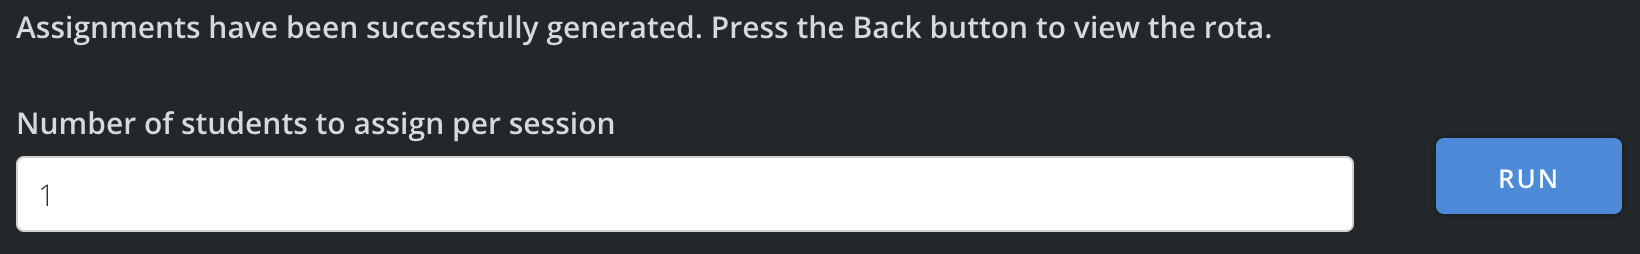 Assignments have been successfully generated. Press the Back button to view the rota.
Number of students to assign per session
1
RUN